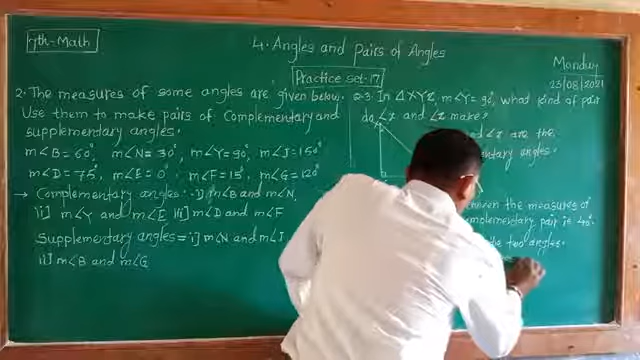 7th-Math
4. Angles and Pairs of Angles
Practice set-17
Monday
23/08/2021
2. The measures of some angles are given below.
Use them to make pairs of Complementary and
supplementary angles.
m∠B=60°, m∠N=30°, m∠Y=90°, m∠J=150°
m∠D=75°, m∠E=0°, m∠F=15°, m∠G=120°
→ Complementary angles: i] m∠B and m∠N,
ii] m∠Y and m∠E iii] m∠D and m∠F
Supplementary angles = i] m∠N and m∠J
ii] m∠B and m∠G
Q.3. In ΔXYZ, m∠Y=90°, what kind of pair
do ∠X and ∠Z make?
∠Z are the
angles.
the measures of
pair is 40°.
the two angles.